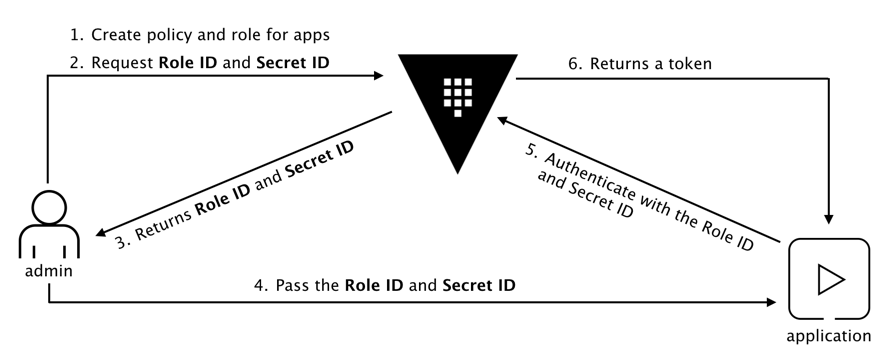 1. Create policy and role for apps
2. Request Role ID and Secret ID
3. Returns Role ID and Secret ID
4. Pass the Role ID and Secret ID
5. Authenticate with the Role ID
and Secret ID
6. Returns a token
admin
application